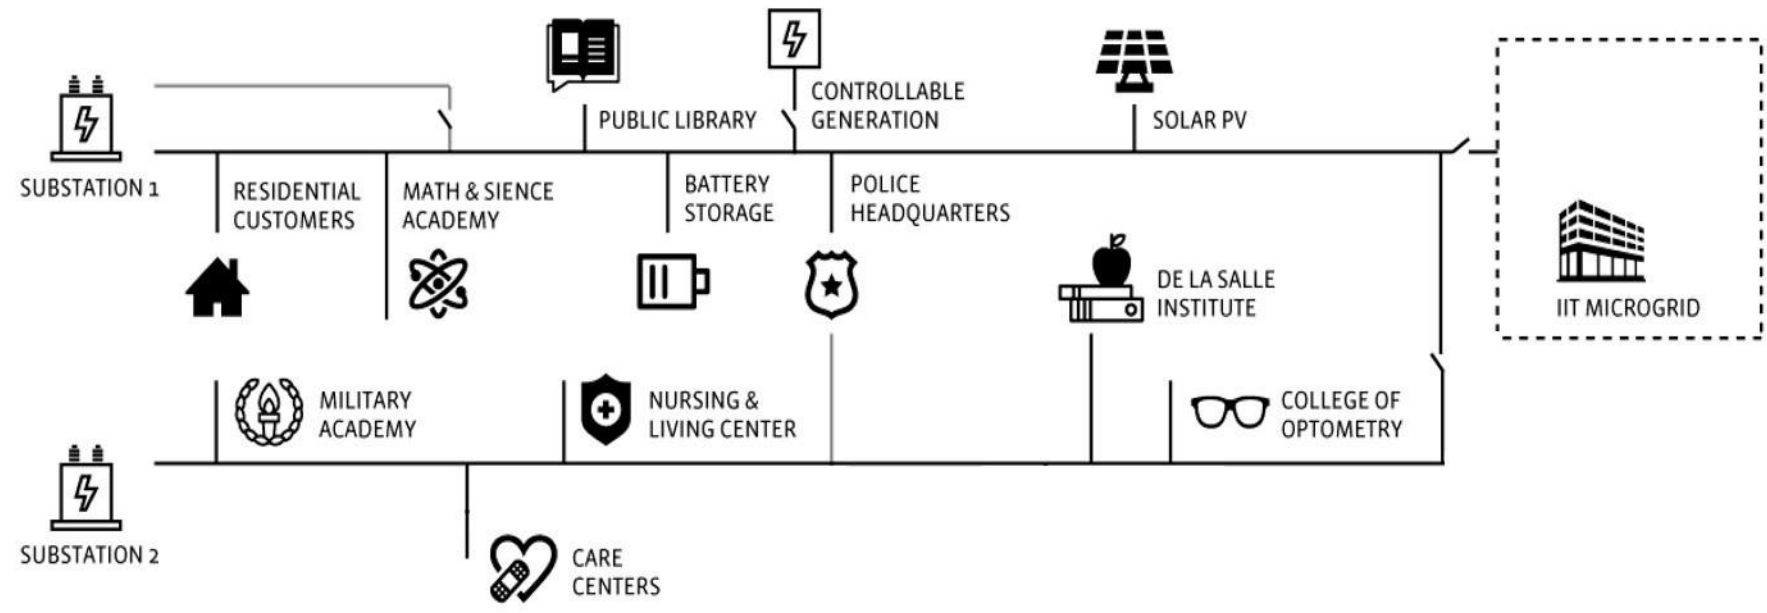 PUBLIC LIBRARY
CONTROLLABLE
GENERATION
SOLAR PV
SUBSTATION 1
RESIDENTIAL
CUSTOMERS
MATH & SIENCE
ACADEMY
BATTERY
STORAGE
POLICE
HEADQUARTERS
DE LA SALLE
INSTITUTE
IIT MICROGRID
MILITARY
ACADEMY
NURSING &
LIVING CENTER
COLLEGE OF
OPTOMETRY
SUBSTATION 2
CARE
CENTERS